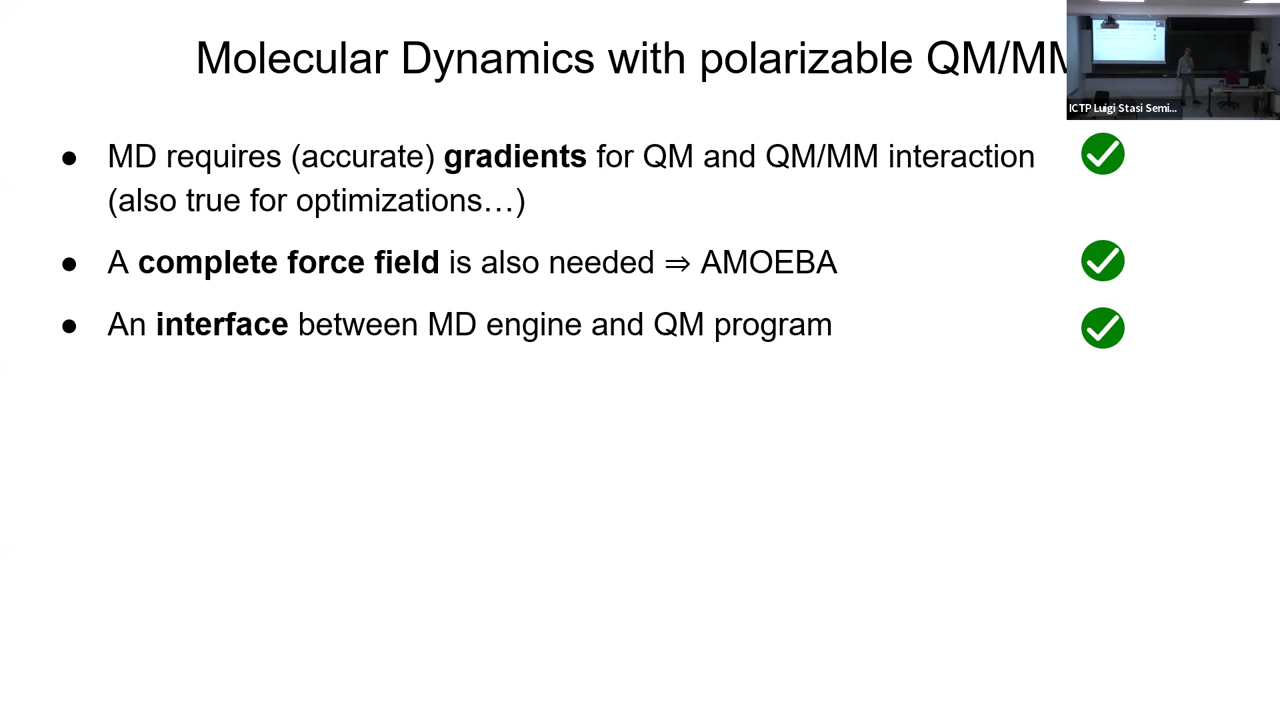 Molecular Dynamics with polarizable QM/MM
ICTP Luigi Stasi Semi...
● MD requires (accurate) gradients for QM and QM/MM interaction
(also true for optimizations…)
● A complete force field is also needed ⇒ AMOEBA
● An interface between MD engine and QM program